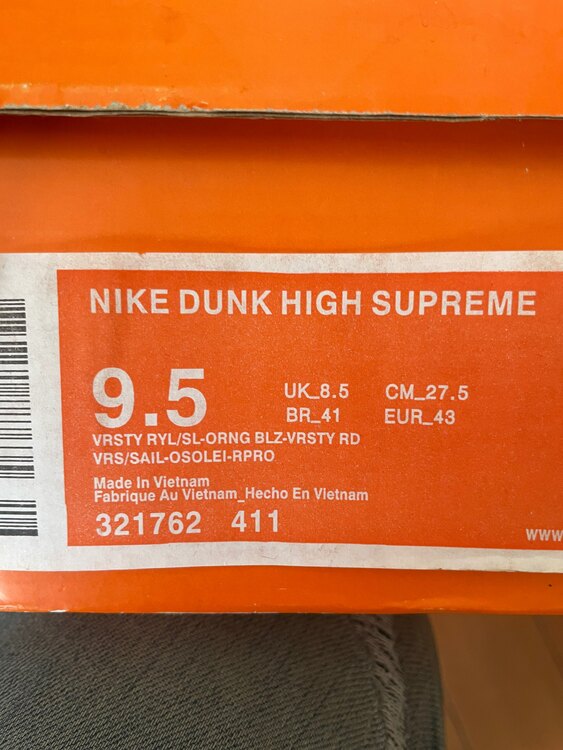 NIKE DUNK HIGH SUPREME
9.5 UK_8.5 CM_27.5
BR_41 EUR_43
VRSTY RYL/SL-ORNG BLZ-VRSTY RD
VRS/SAIL-OSOLEI-RPRO
Made In Vietnam
Fabrique Au Vietnam_Hecho En Vietnam
321762 411
www